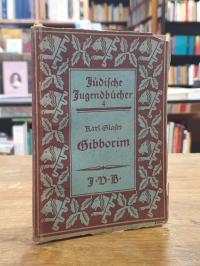 Jüdische
Jugendbücher
4
Karl Glaser
Gibborim
J·V·B·